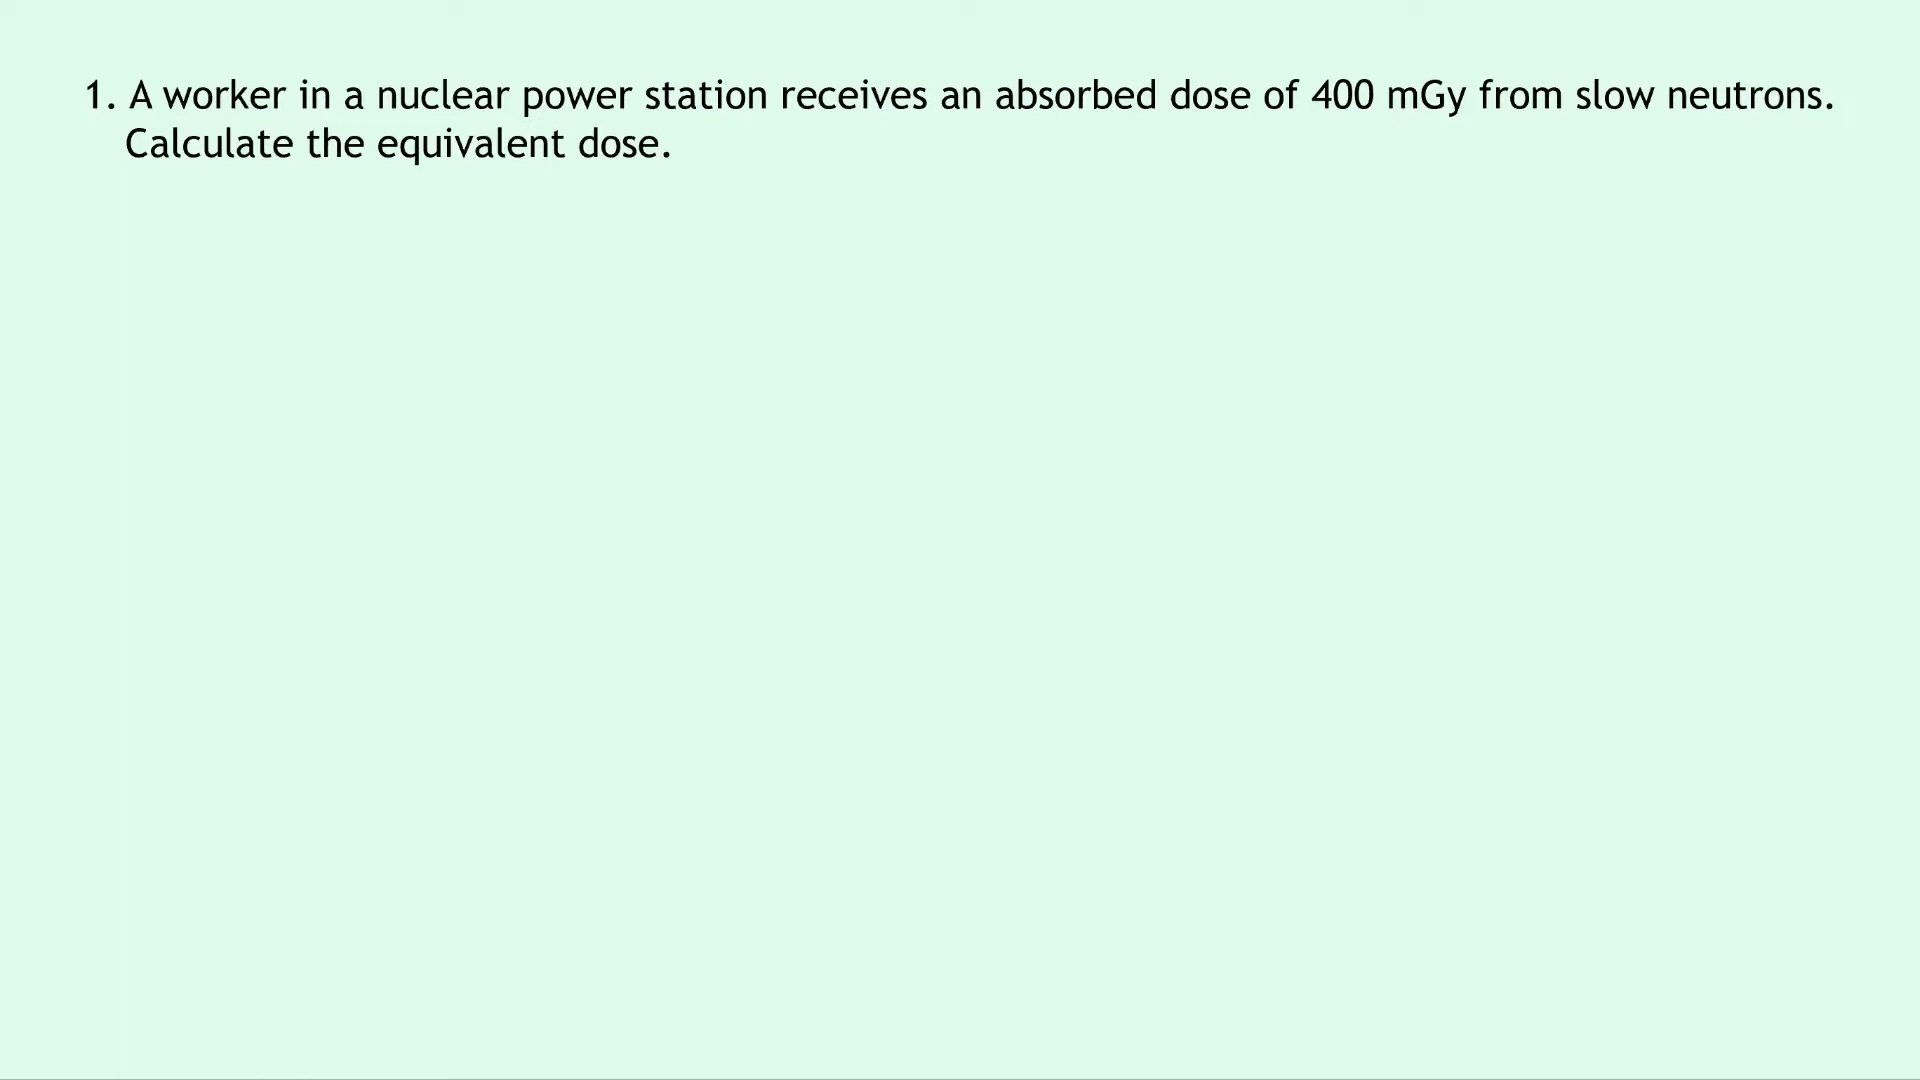 1. A worker in a nuclear power station receives an absorbed dose of 400 mGy from slow neutrons.
Calculate the equivalent dose.